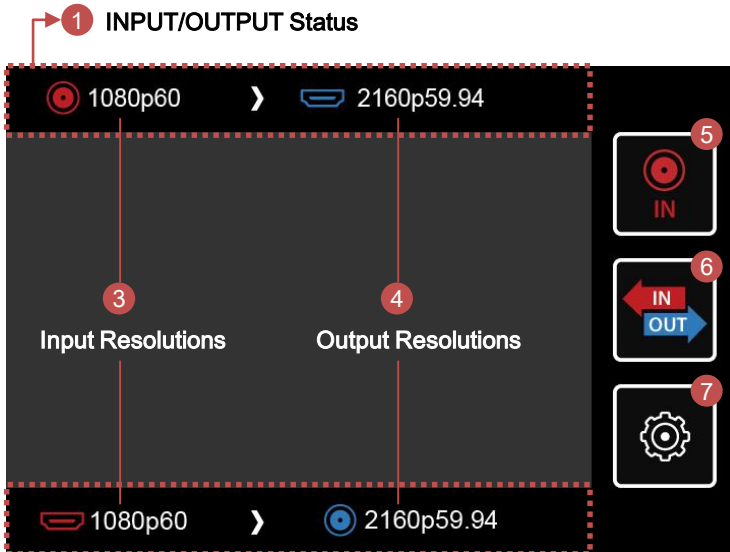 1 INPUT/OUTPUT Status
1080p60 ❯ 2160p59.94
5
IN
6
IN
OUT
3 4
Input Resolutions Output Resolutions
7
1080p60 ❯ 2160p59.94